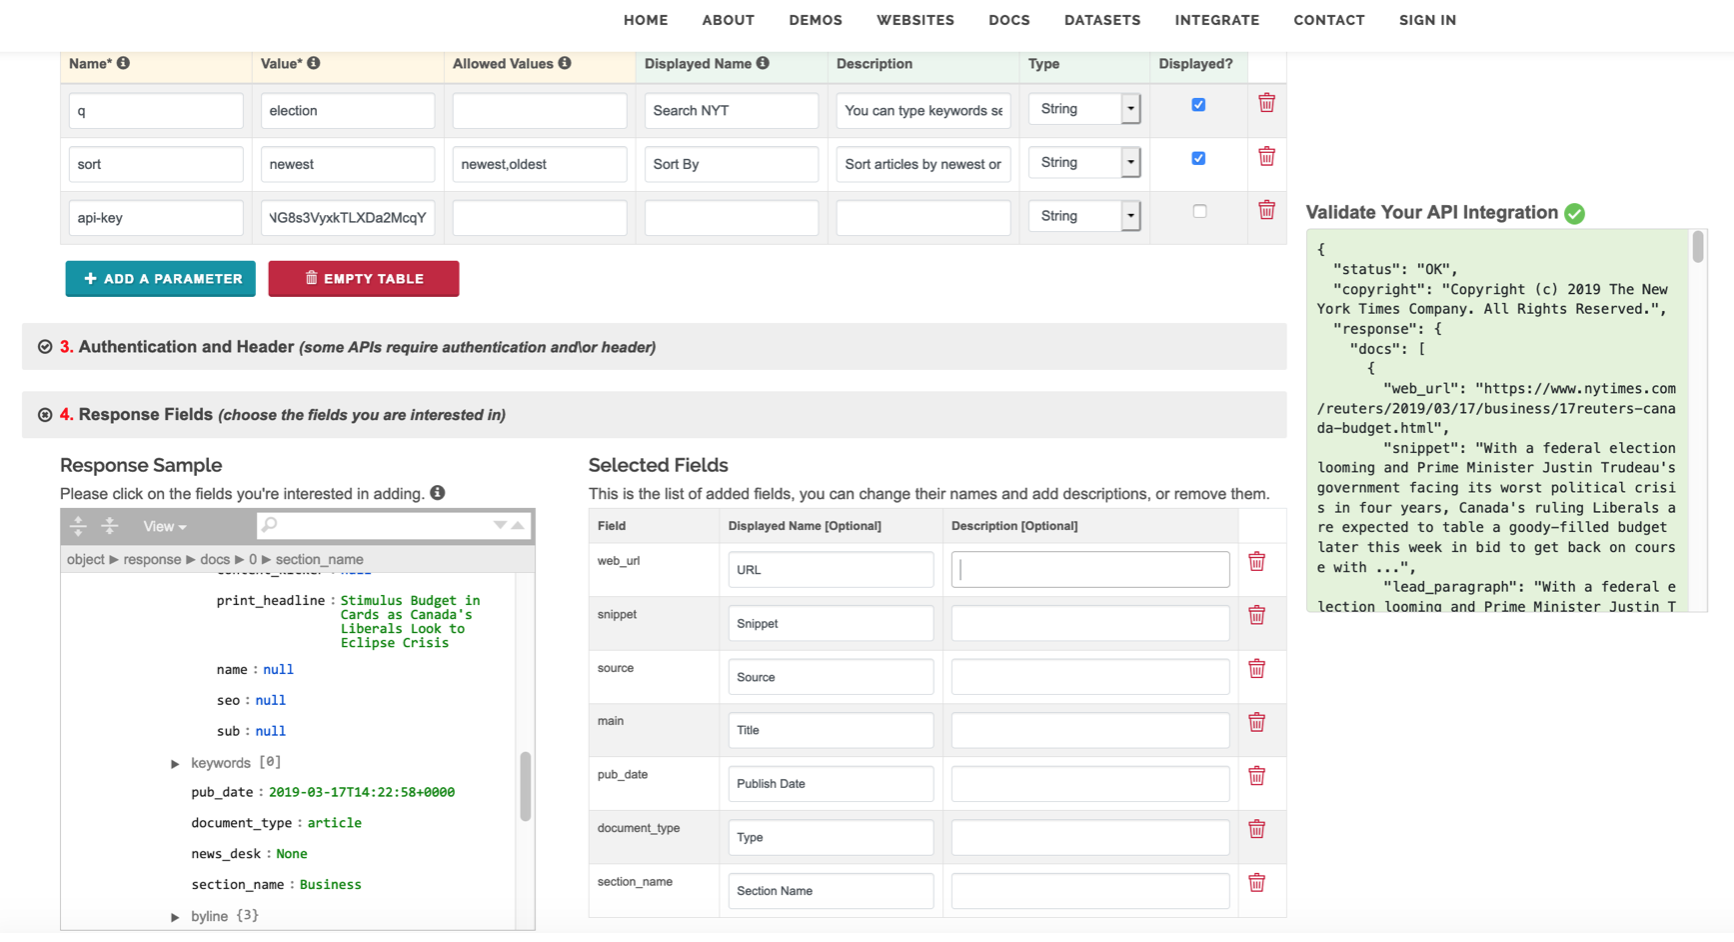 HOME ABOUT DEMOS WEBSITES DOCS DATASETS INTEGRATE CONTACT SIGN IN
Name* Value* Allowed Values Displayed Name Description Type Displayed?
q election Search NYT You can type keywords se String
sort newest newest,oldest Sort By Sort articles by newest or String
api-key NG8s3VyxkTLXDa2McqY String
+ ADD A PARAMETER EMPTY TABLE
3. Authentication and Header (some APIs require authentication and\or header)
4. Response Fields (choose the fields you are interested in)
Response Sample
Please click on the fields you're interested in adding.
View
object ► response ► docs ► 0 ► section_name
print_headline : Stimulus Budget in
Cards as Canada's
Liberals Look to
Eclipse Crisis
name : null
seo : null
sub : null
keywords [0]
pub_date : 2019-03-17T14:22:58+0000
document_type : article
news_desk : None
section_name : Business
byline {3}
Selected Fields
This is the list of added fields, you can change their names and add descriptions, or remove them.
Field Displayed Name [Optional] Description [Optional]
web_url URL
snippet Snippet
source Source
main Title
pub_date Publish Date
document_type Type
section_name Section Name
Validate Your API Integration
{
"status": "OK",
"copyright": "Copyright (c) 2019 The New
York Times Company. All Rights Reserved.",
"response": {
"docs": [
{
"web_url": "https://www.nytimes.com
/reuters/2019/03/17/business/17reuters-cana
da-budget.html",
"snippet": "With a federal election
looming and Prime Minister Justin Trudeau's
government facing its worst political crisi
s in four years, Canada's ruling Liberals a
re expected to table a goody-filled budget
later this week in bid to get back on cours
e with ...",
"lead_paragraph": "With a federal e
lection looming and Prime Minister Justin T